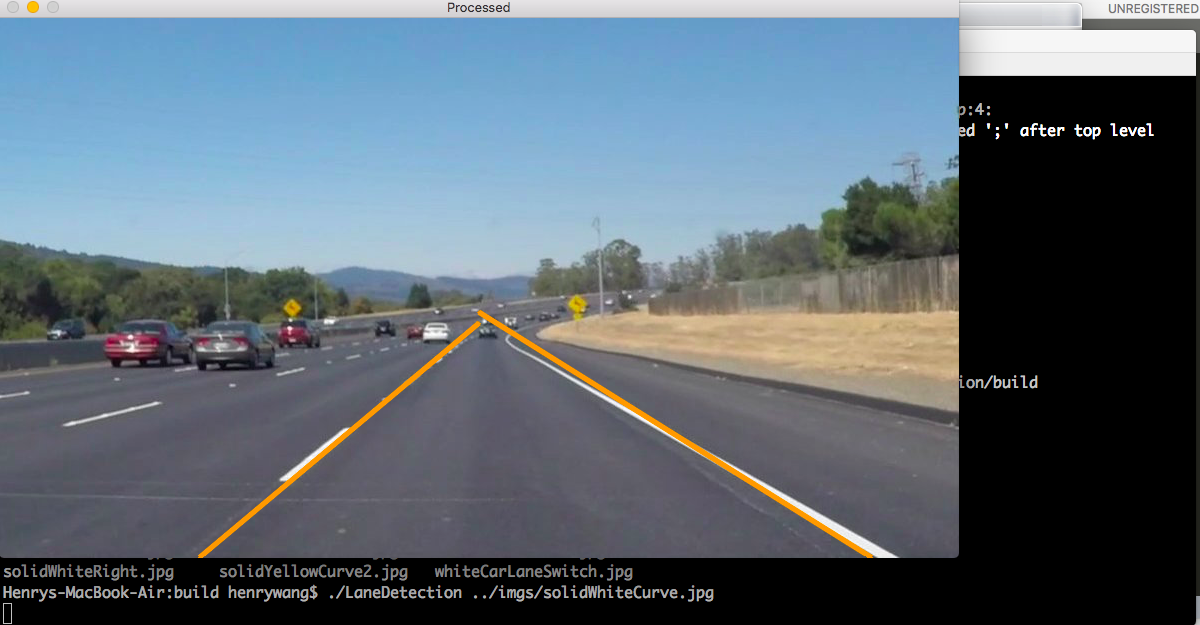 Processed
UNREGISTERED
p:4:
ed ';' after top level
ion/build
solidWhiteRight.jpg solidYellowCurve2.jpg whiteCarLaneSwitch.jpg
Henrys-MacBook-Air:build henrywang$ ./LaneDetection ../imgs/solidWhiteCurve.jpg